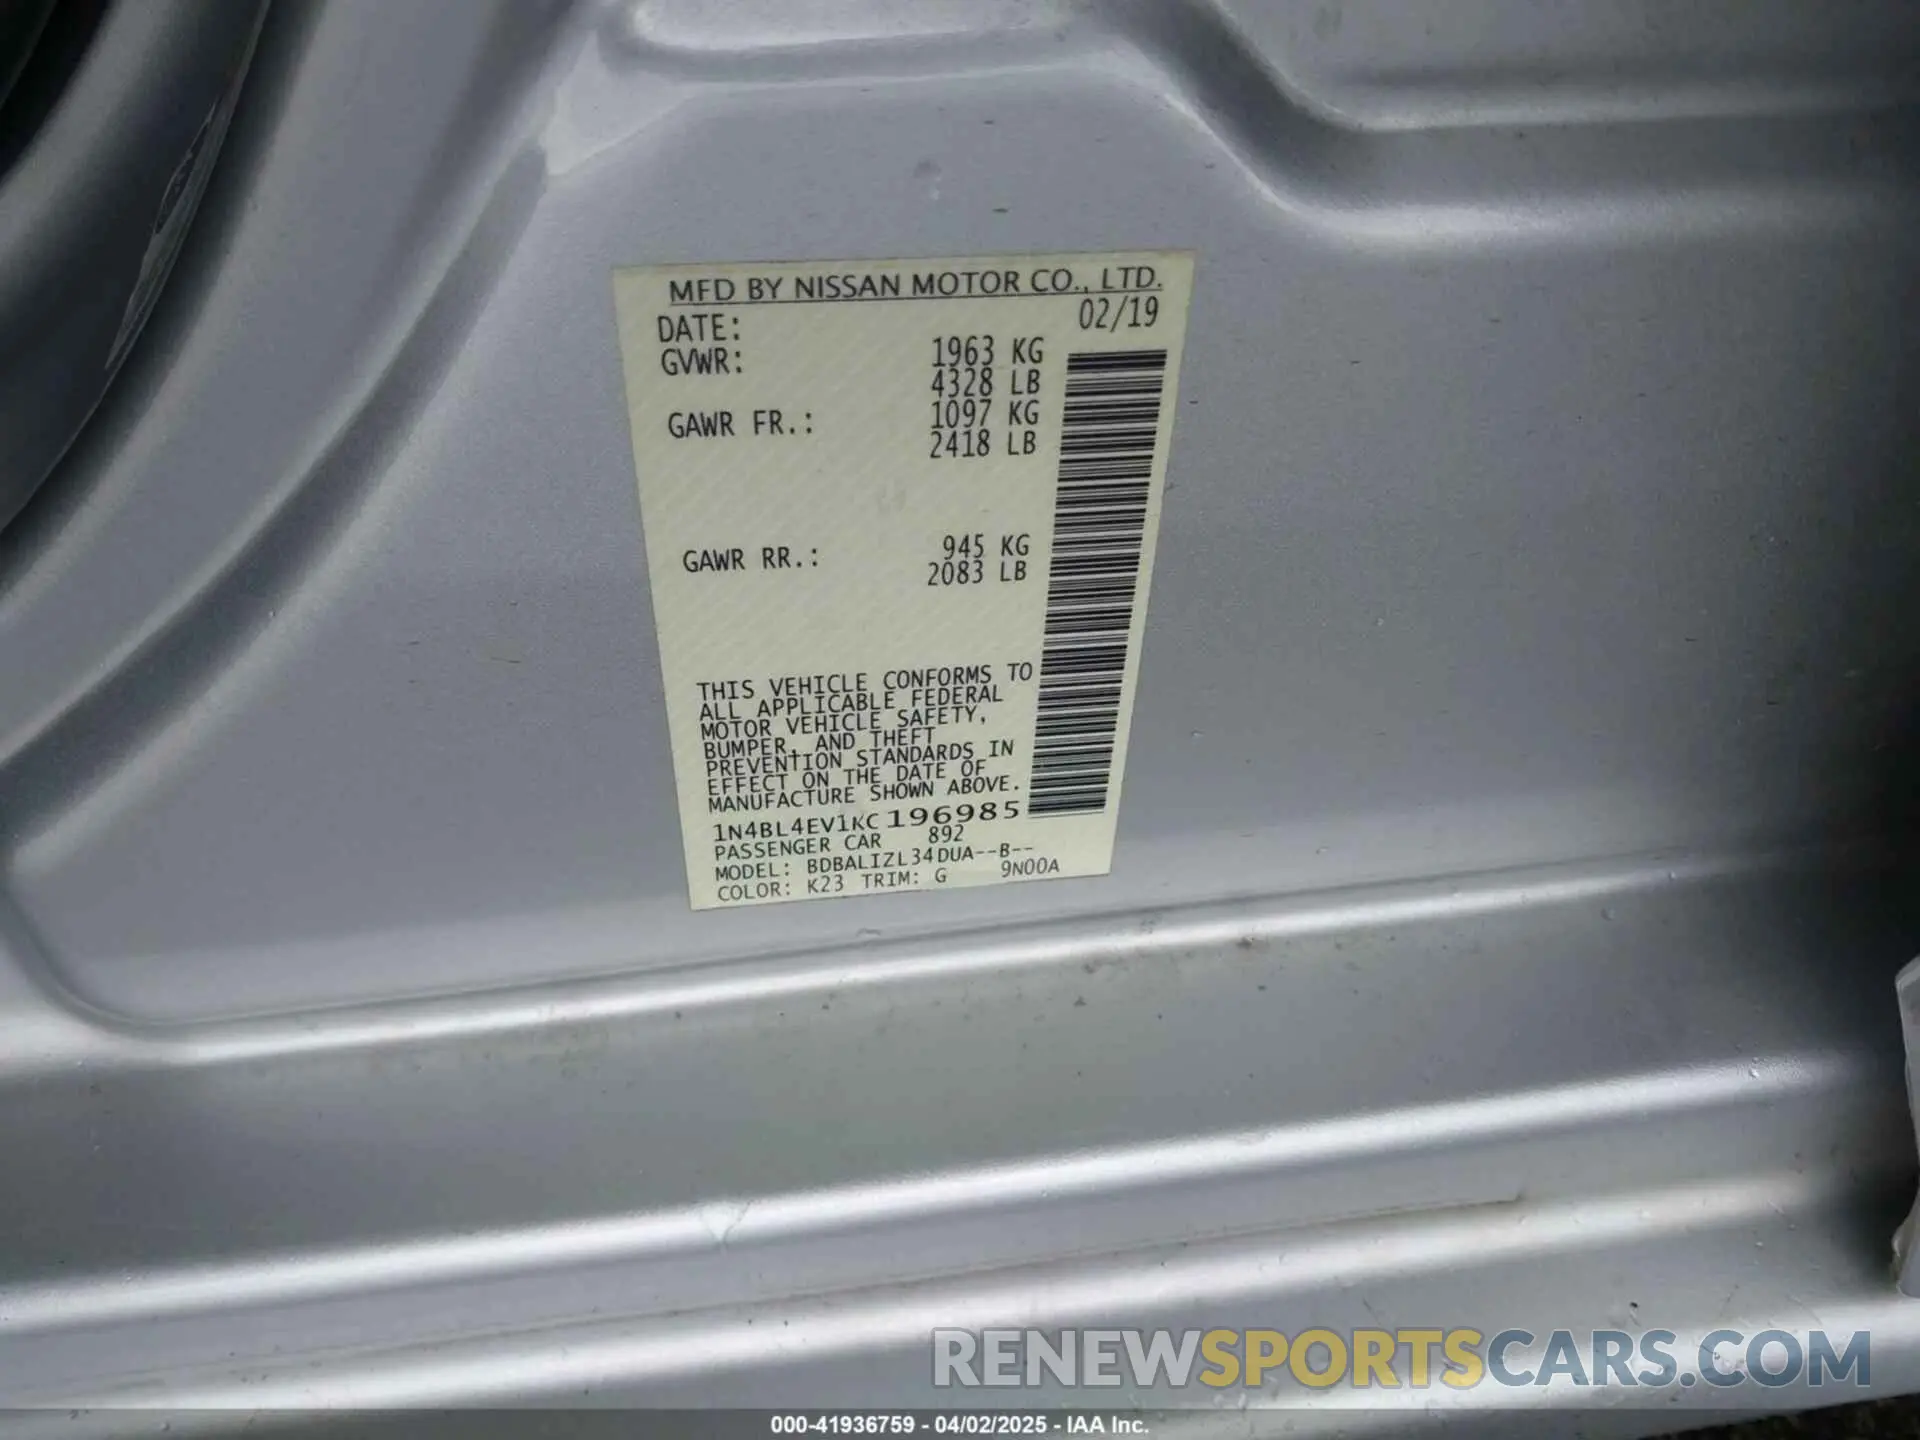 MFD BY NISSAN MOTOR CO., LTD.
DATE: 02/19
GVWR: 1963 KG
4328 LB
GAWR FR.: 1097 KG
2418 LB
GAWR RR.: 945 KG
2083 LB
THIS VEHICLE CONFORMS TO
ALL APPLICABLE FEDERAL
MOTOR VEHICLE SAFETY,
BUMPER, AND THEFT
PREVENTION STANDARDS IN
EFFECT ON THE DATE OF
MANUFACTURE SHOWN ABOVE.
1N4BL4EV1KC196985
PASSENGER CAR 892
MODEL: BDBALIZL34DUA--B--
COLOR: K23 TRIM: G 9N00A
RENEWSPORTSCARS.COM
000-41936759 - 04/02/2025 - IAA Inc.